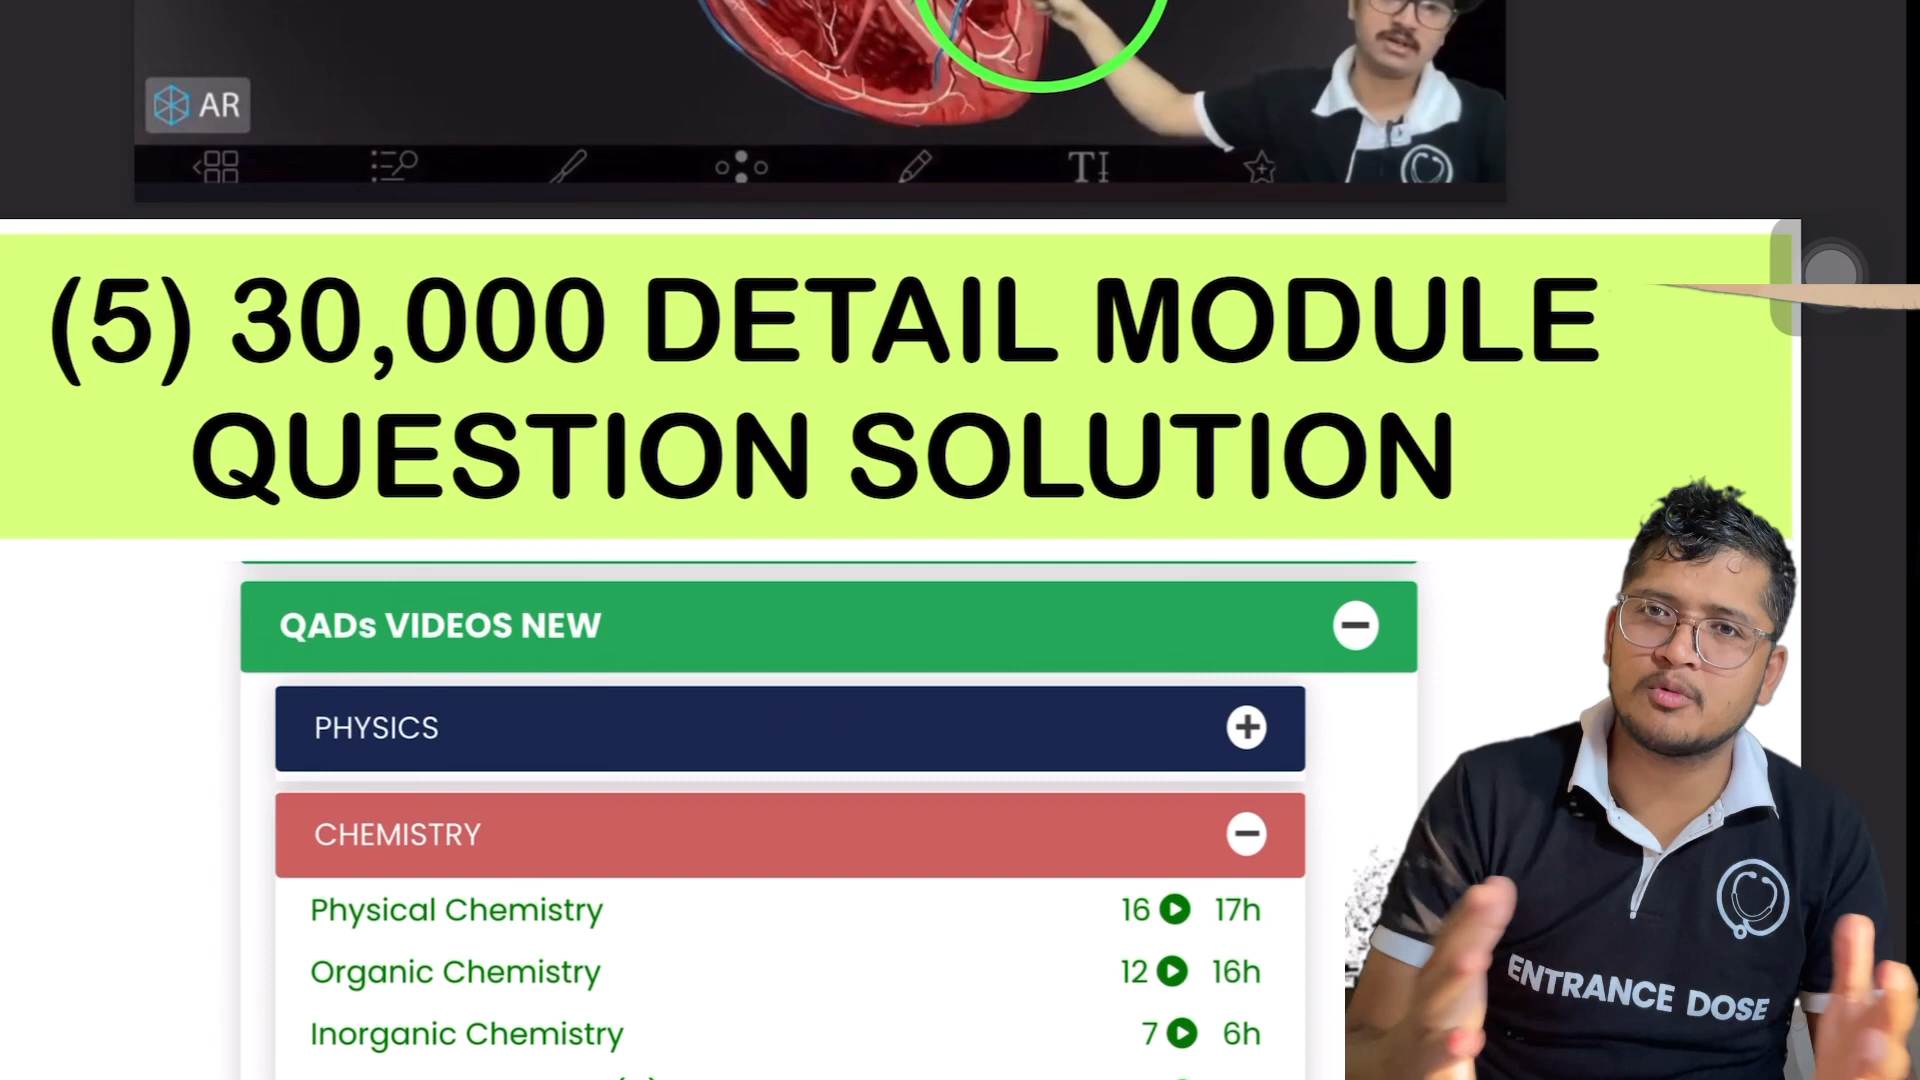 AR
TI
(5) 30,000 DETAIL MODULE
QUESTION SOLUTION
QADs VIDEOS NEW
PHYSICS
CHEMISTRY
Physical Chemistry 16 17h
Organic Chemistry 12 16h
Inorganic Chemistry 7 6h
ENTRANCE DOSE